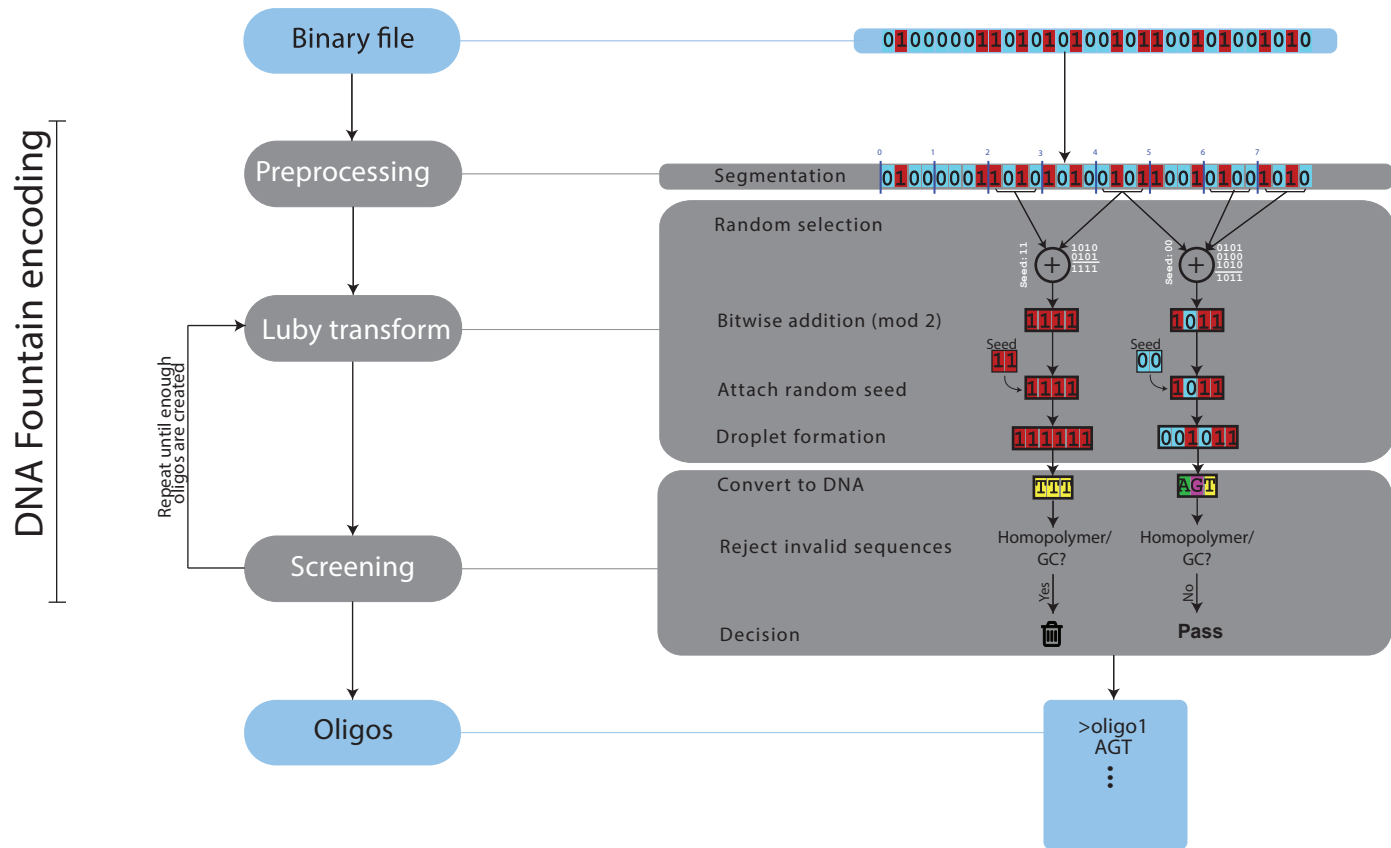 Binary file
01000001101010100101100101001010
DNA Fountain encoding
Preprocessing
Segmentation
0 1 2 3 4 5 6 7
01000001101010100101100101001010
Random selection
Seed:11
1010
0101
1111
Seed:00
0101
0100
1010
1011
Luby transform
Bitwise addition (mod 2)
1111
1011
Seed
11
Seed
00
Attach random seed
1111
1011
Droplet formation
111111
001011
Repeat until enough
oligos are created
Convert to DNA
TTT
AGT
Screening
Reject invalid sequences
Homopolymer/
GC?
Homopolymer/
GC?
Yes
No
Decision
Pass
Oligos
>oligo1
AGT
⋮